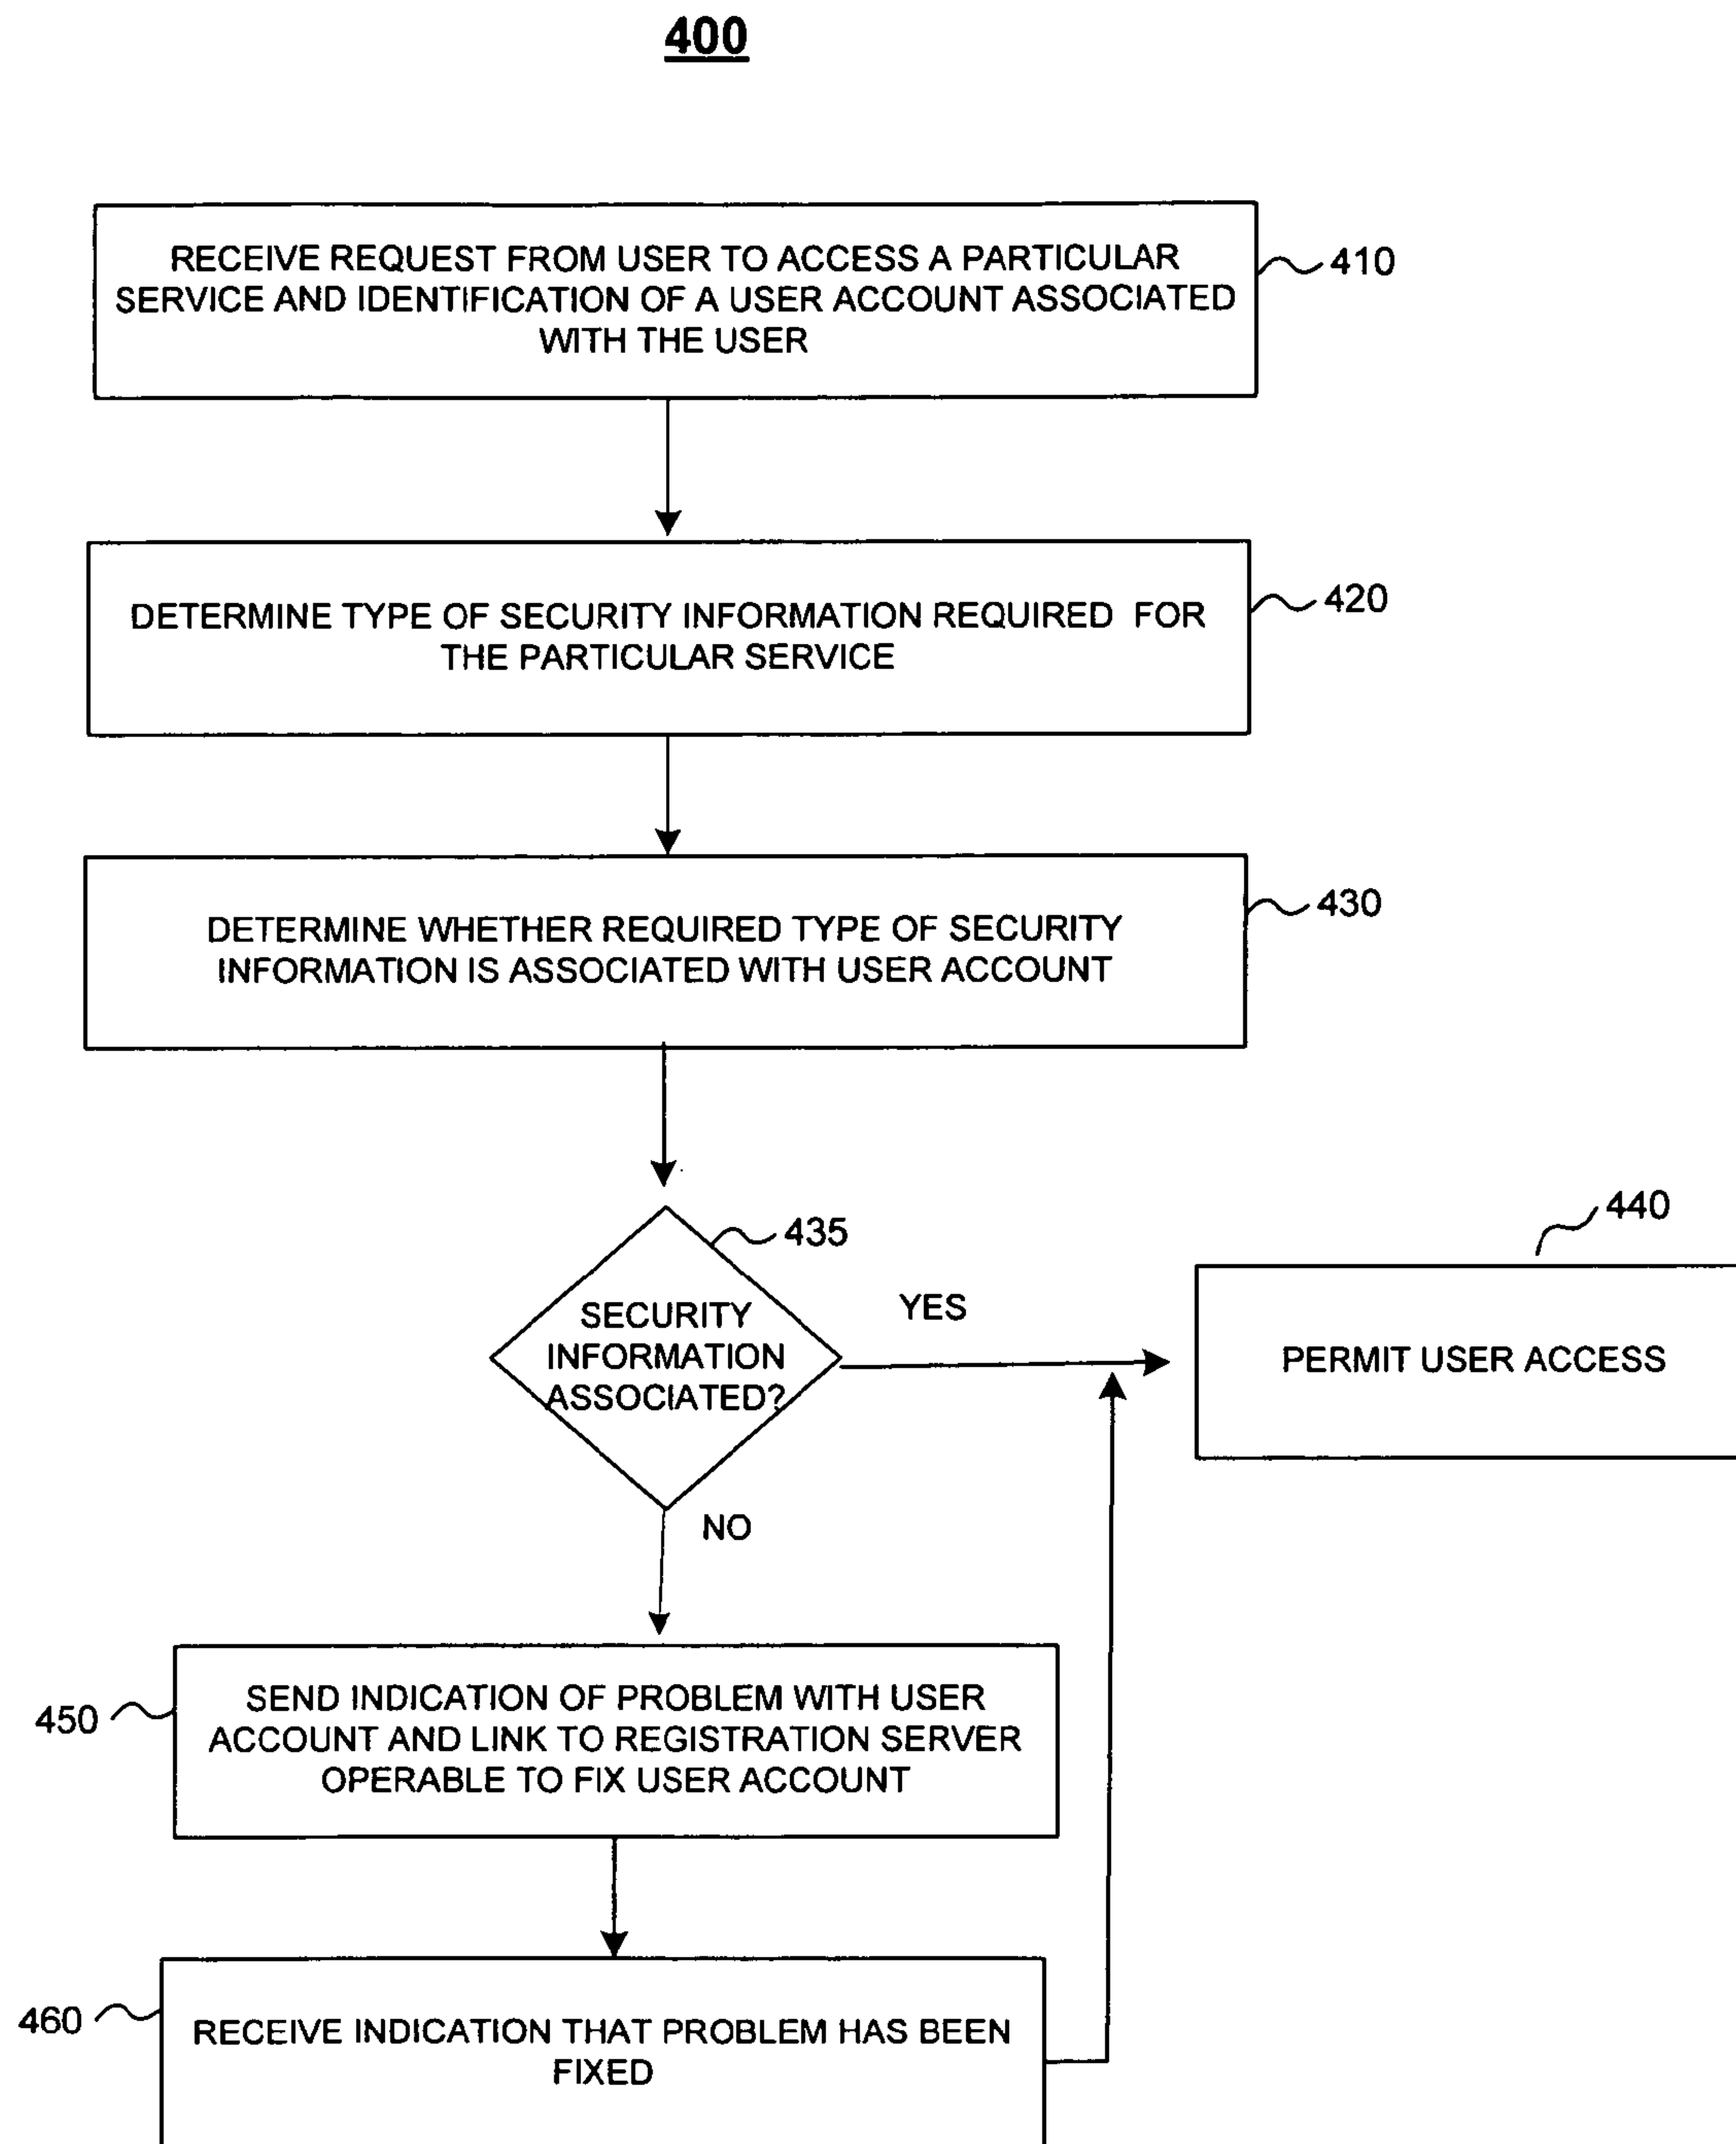 400
RECEIVE REQUEST FROM USER TO ACCESS A PARTICULAR
SERVICE AND IDENTIFICATION OF A USER ACCOUNT ASSOCIATED
WITH THE USER
410
DETERMINE TYPE OF SECURITY INFORMATION REQUIRED FOR
THE PARTICULAR SERVICE
420
DETERMINE WHETHER REQUIRED TYPE OF SECURITY
INFORMATION IS ASSOCIATED WITH USER ACCOUNT
430
435
SECURITY
INFORMATION
ASSOCIATED?
YES
440
PERMIT USER ACCESS
NO
450
SEND INDICATION OF PROBLEM WITH USER
ACCOUNT AND LINK TO REGISTRATION SERVER
OPERABLE TO FIX USER ACCOUNT
460
RECEIVE INDICATION THAT PROBLEM HAS BEEN
FIXED